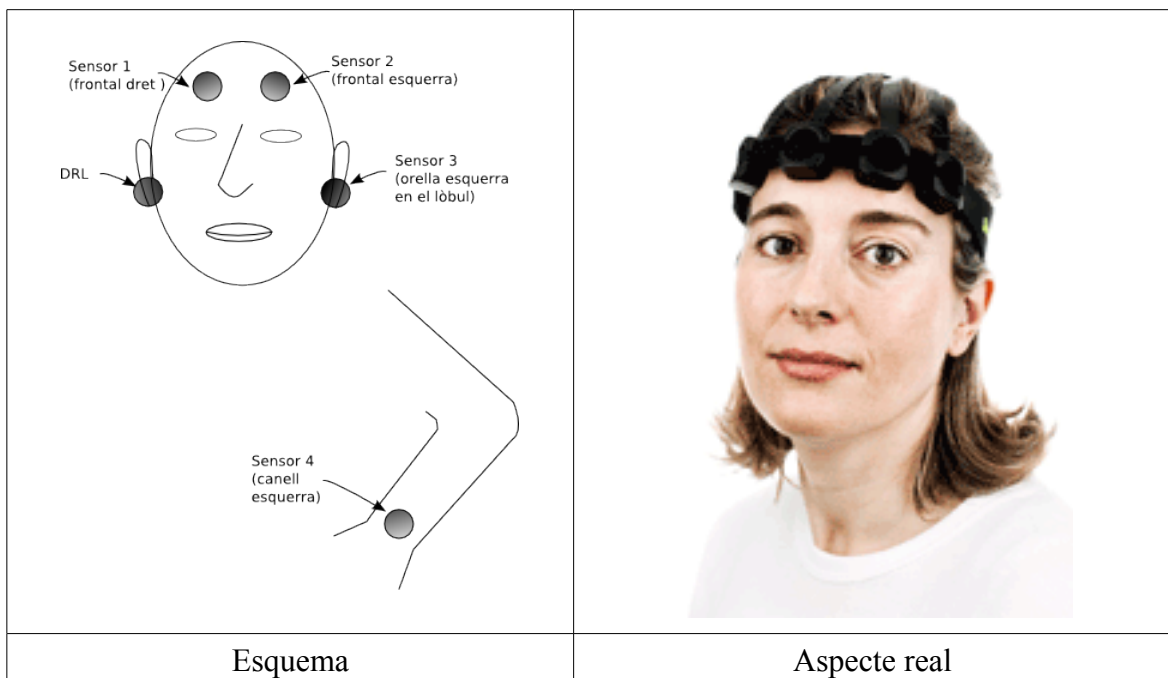 Sensor 1
(frontal dret )
Sensor 2
(frontal esquerra)
DRL
Sensor 3
(orella esquerra
en el lòbul)
Sensor 4
(canell
esquerra)
Esquema
Aspecte real